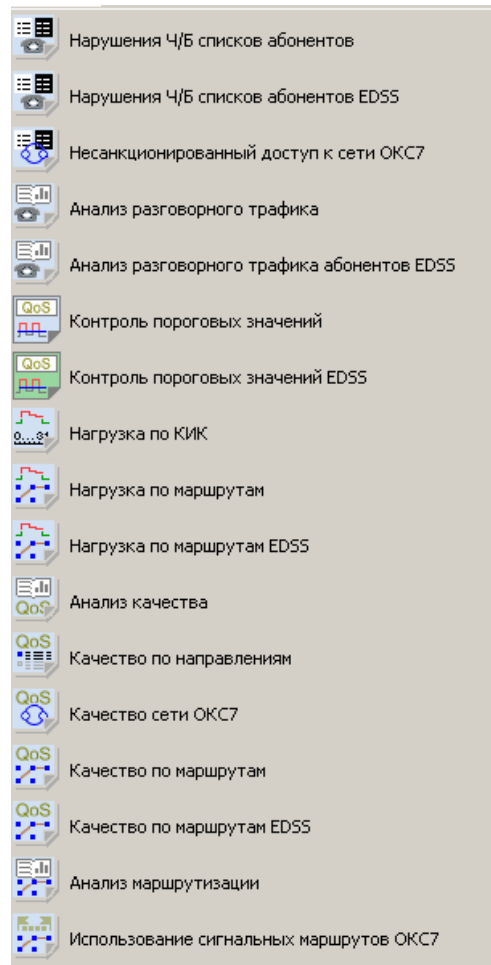 Нарушения Ч/Б списков абонентов
Нарушения Ч/Б списков абонентов EDSS
Несанкционированный доступ к сети ОКС7
Анализ разговорного трафика
Анализ разговорного трафика абонентов EDSS
QoS
Контроль пороговых значений
QoS
Контроль пороговых значений EDSS
Нагрузка по КИК
Нагрузка по маршрутам
Нагрузка по маршрутам EDSS
QoS
Анализ качества
QoS
Качество по направлениям
QoS
Качество сети ОКС7
QoS
Качество по маршрутам
QoS
Качество по маршрутам EDSS
Анализ маршрутизации
Использование сигнальных маршрутов ОКС7